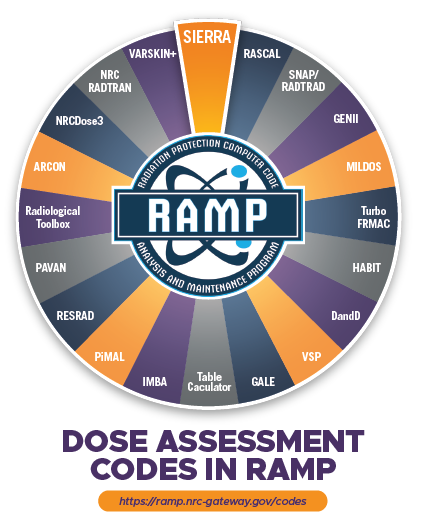 SIERRA
RASCAL
SNAP/
RADTRAD
GENII
MILDOS
Turbo
FRMAC
HABIT
DandD
VSP
GALE
Table
Caculator
IMBA
PiMAL
RESRAD
PAVAN
Radiological
Toolbox
ARCON
NRCDose3
NRC
RADTRAN
VARSKIN+
RADIATION PROTECTION COMPUTER CODE
RAMP
ANALYSIS AND MAINTENANCE PROGRAM
DOSE ASSESSMENT
CODES IN RAMP
https://ramp.nrc-gateway.gov/codes